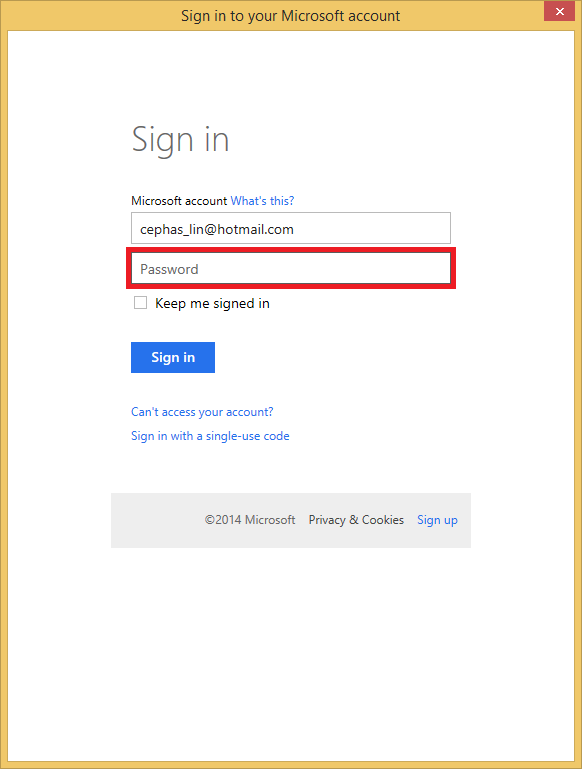 Sign in to your Microsoft account
Sign in
Microsoft account What's this?
cephas_lin@hotmail.com
Password
Keep me signed in
Sign in
Can't access your account?
Sign in with a single-use code
©2014 Microsoft Privacy & Cookies Sign up